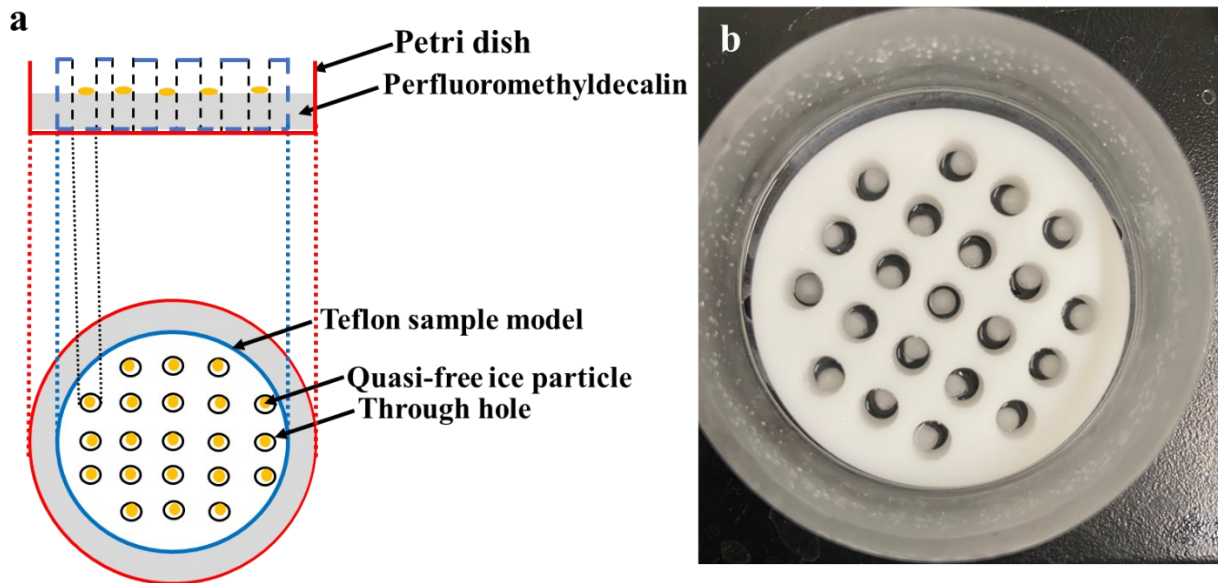 a
Petri dish
Perfluoromethyldecalin
Teflon sample model
Quasi-free ice particle
Through hole
b